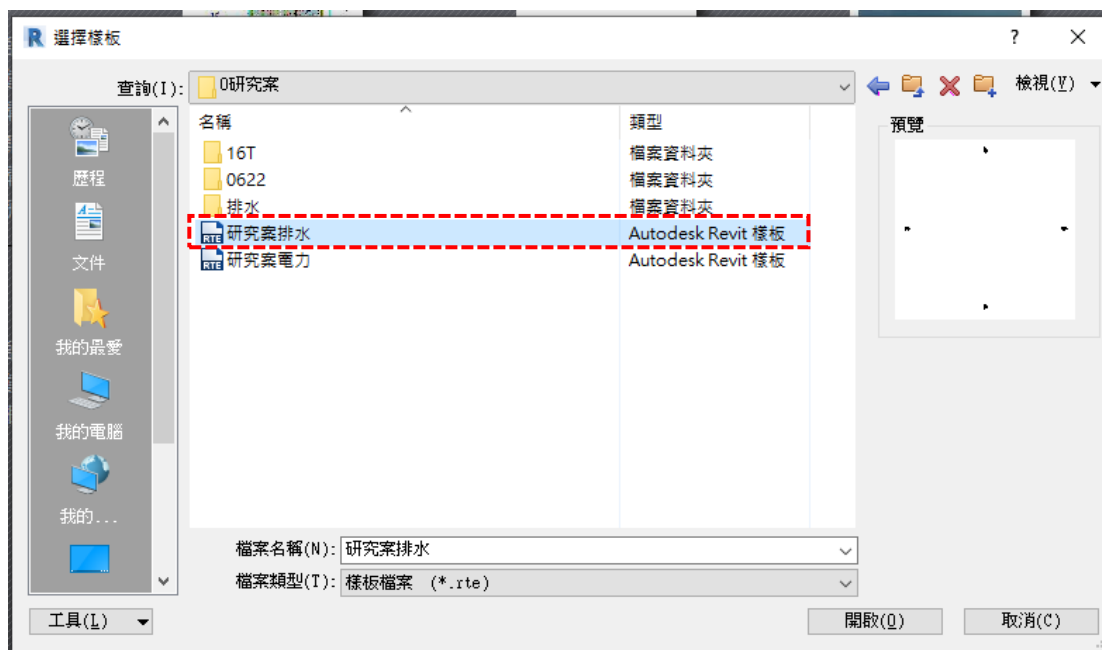 選擇樣板
?
查詢(I):
0研究案
檢視(V)
名稱 類型
預覽
16T 檔案資料夾
0622 檔案資料夾
排水 檔案資料夾
RTE 研究案排水 Autodesk Revit 樣板
RTE 研究案電力 Autodesk Revit 樣板
歷程
文件
我的最愛
我的電腦
我的...
檔案名稱(N): 研究案排水
檔案類型(T): 樣板檔案 (*.rte)
工具(L)
開啟(O)
取消(C)